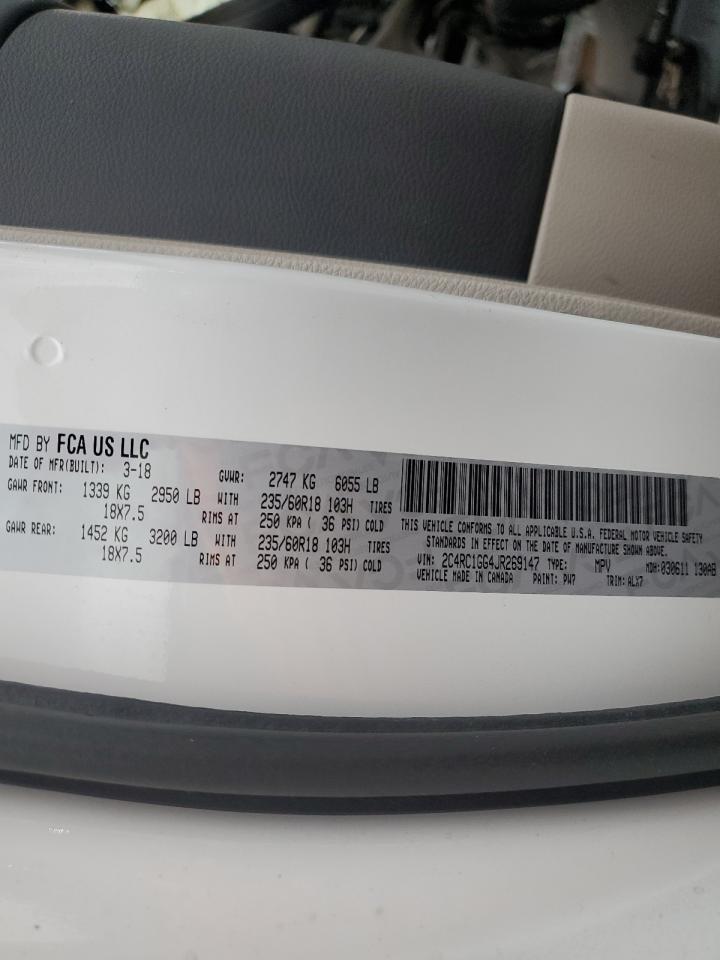 MFD BY FCA US LLC
DATE OF MFR(BUILT): 3-18 GVWR: 2747 KG 6055 LB
GAWR FRONT: 1339 KG 2950 LB WITH 235/60R18 103H TIRES
18X7.5 RIMS AT 250 KPA ( 36 PSI) COLD
GAWR REAR: 1452 KG 3200 LB WITH 235/60R18 103H TIRES
18X7.5 RIMS AT 250 KPA ( 36 PSI) COLD
THIS VEHICLE CONFORMS TO ALL APPLICABLE U.S.A. FEDERAL MOTOR VEHICLE SAFETY
STANDARDS IN EFFECT ON THE DATE OF MANUFACTURE SHOWN ABOVE.
VIN: 2C4RC1GG4JR269147 TYPE: MPV MDH: 030611 130AB
VEHICLE MADE IN CANADA PAINT: PW7 TRIM: ALX7